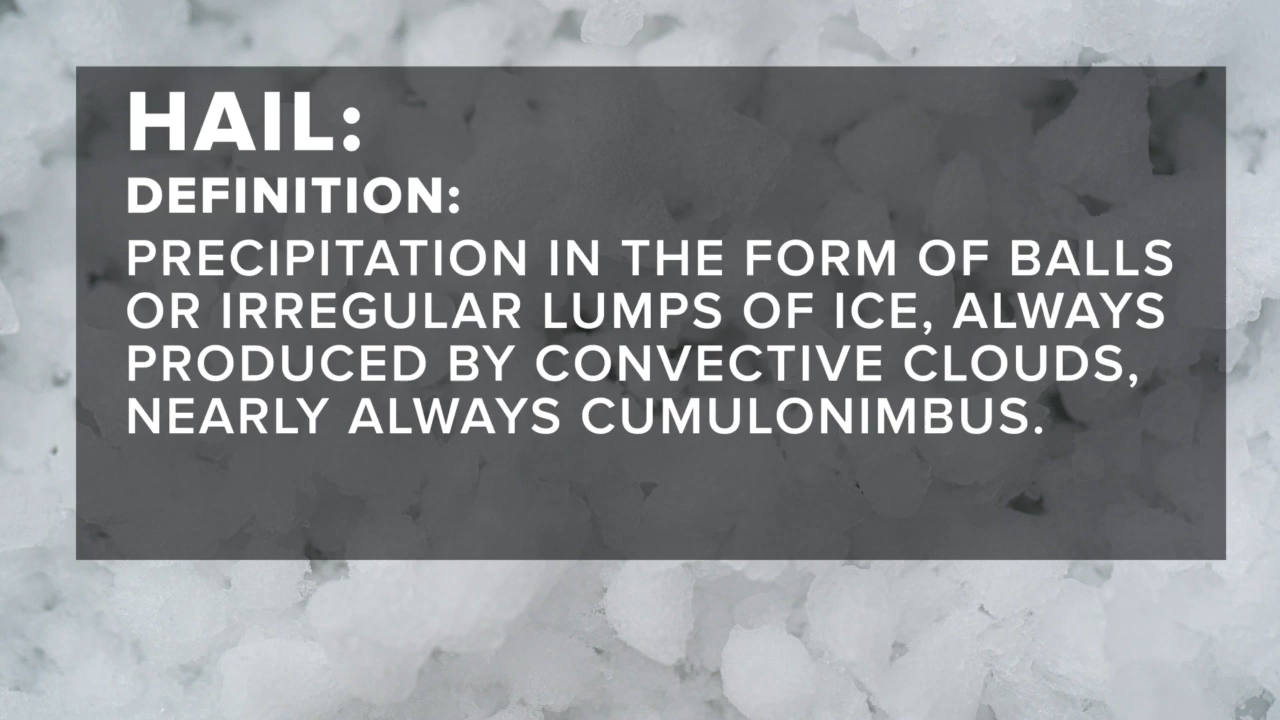 HAIL:
DEFINITION:
PRECIPITATION IN THE FORM OF BALLS
OR IRREGULAR LUMPS OF ICE, ALWAYS
PRODUCED BY CONVECTIVE CLOUDS,
NEARLY ALWAYS CUMULONIMBUS.